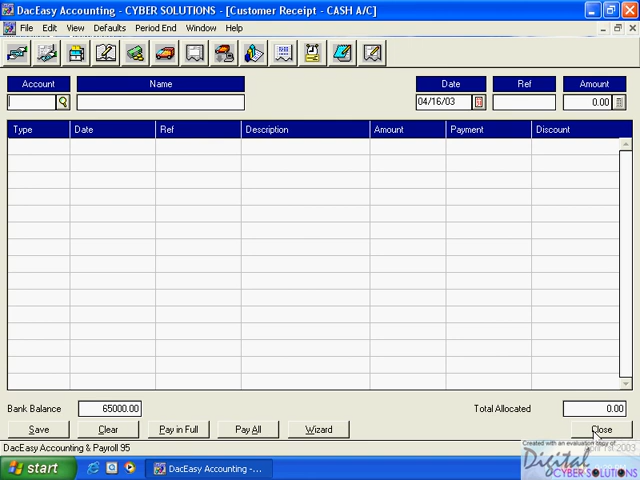 DacEasy Accounting - CYBER SOLUTIONS - [Customer Receipt - CASH A/C]
File Edit View Defaults Period End Window Help
Account Name Date Ref Amount
04/16/03 0.00
Type Date Ref Description Amount Payment Discount
Bank Balance 65000.00 Total Allocated 0.00
Save Clear Pay in Full Pay All Wizard Close
Created with an evaluation copy of
DacEasy Accounting & Payroll 95 April 19 2003
Digital
CYBER SOLUTIONS
start DacEasy Accounting -...